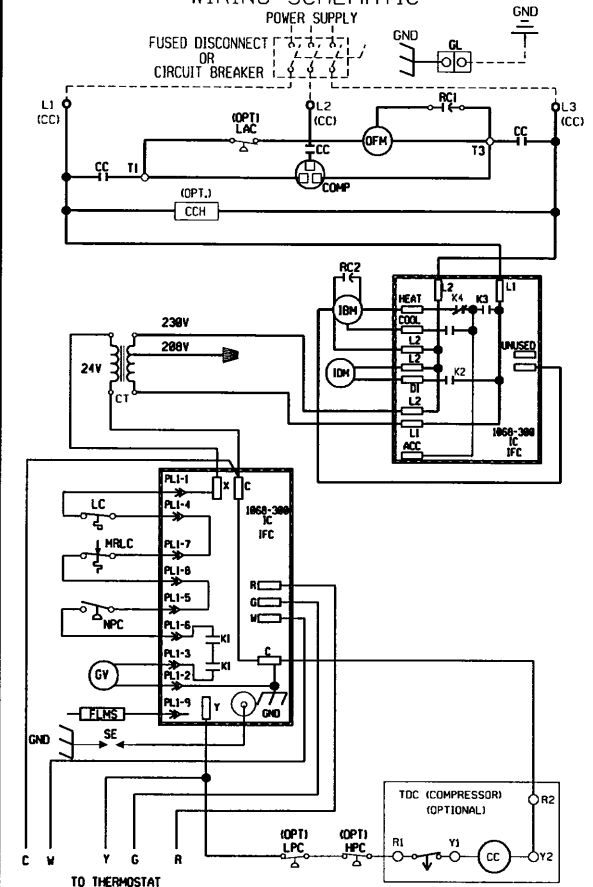 WIRING SCHEMATIC
POWER SUPPLY
GND
GND
GL
FUSED DISCONNECT
OR
CIRCUIT BREAKER
L1
(CC)
L2
(CC)
L3
(CC)
RC1
(OPT)
LAC
OFM
CC
CC
T3
CC
T1
COMP
(OPT.)
CCH
RC2
L2
L1
HEAT
K4
K3
IBM
COOL
230V
L2
UNUSED
208V
L2
24V
IDM
K2
D1
CT
L2
L1
1068-300
IC
IFC
ACC
PL1-1
X
C
LC
PL1-4
1068-300
IC
IFC
MRLC
PL1-7
PL1-8
R
PL1-5
G
NPC
W
PL1-6
K1
PL1-3
C
GV
K1
PL1-2
PL1-9
Y
FLMS
GND
SE
GND
TDC (COMPRESSOR)
(OPTIONAL)
R2
(OPT)
LPC
(OPT)
HPC
R1
Y1
CC
Y2
C W Y G R
TO THERMOSTAT